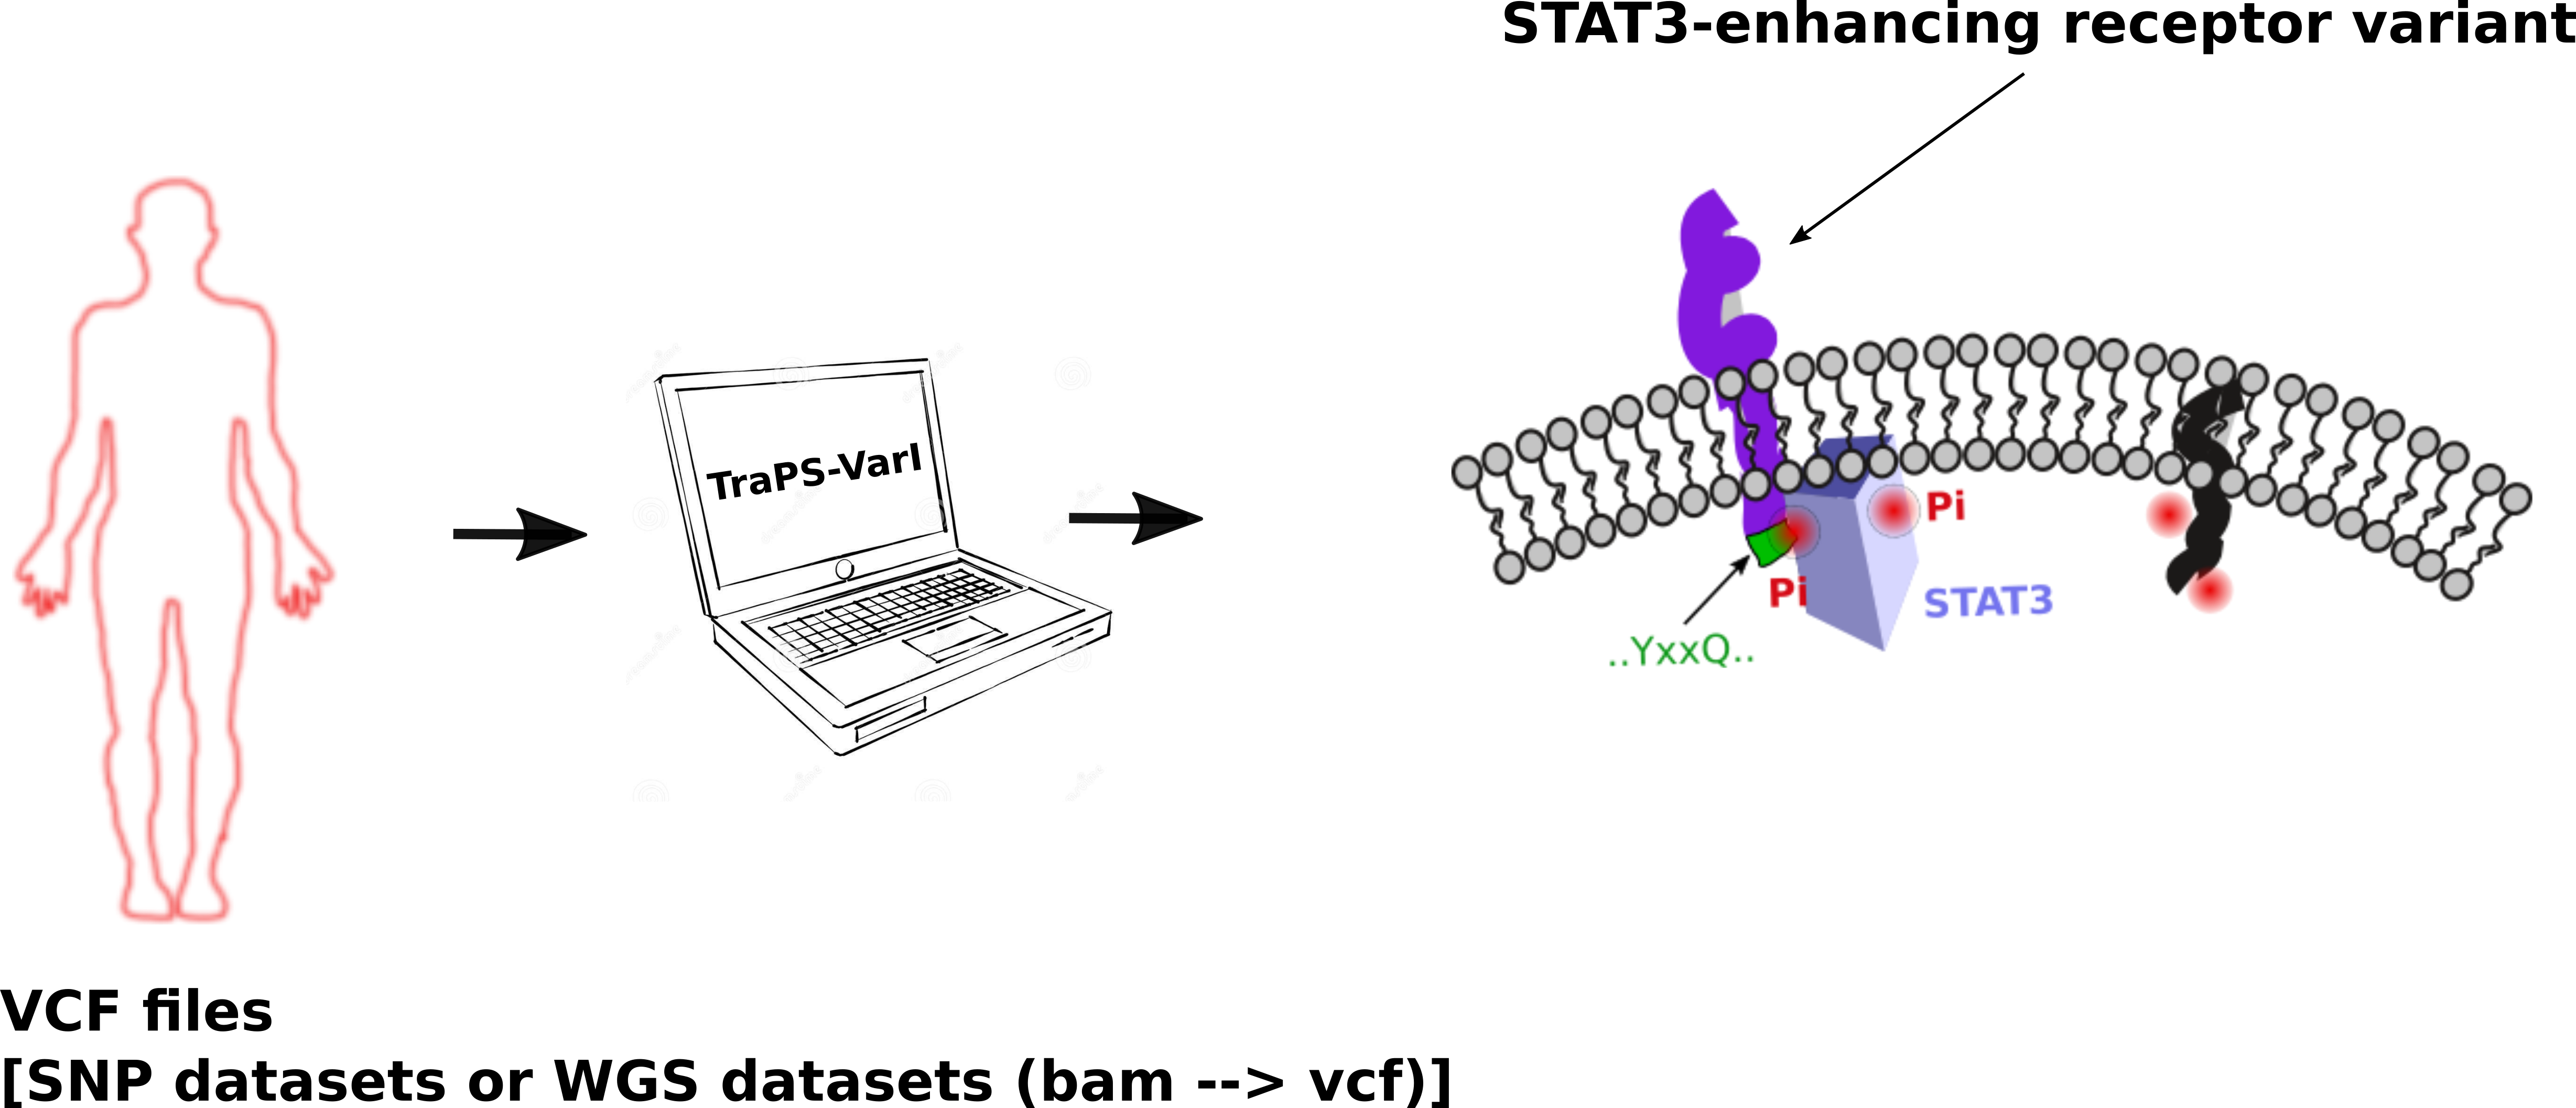 STAT3-enhancing receptor variant
TraPS-VarI
Pi
Pi
STAT3
..YxxQ..
VCF files
[SNP datasets or WGS datasets (bam --> vcf)]